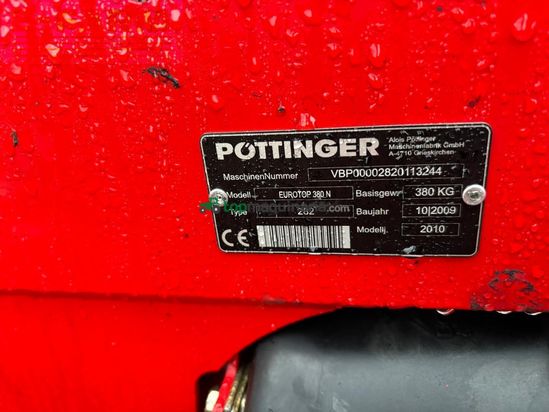 PÖTTINGER
Alois Pöttinger
Maschinenfabrik GmbH
A-4710 Grieskirchen
MaschinenNummer VBP00002820113244
Modell EUROTOP 380 N Basisgew. 380 KG
Type 282 Baujahr 10|2009
CE Modellj. 2010